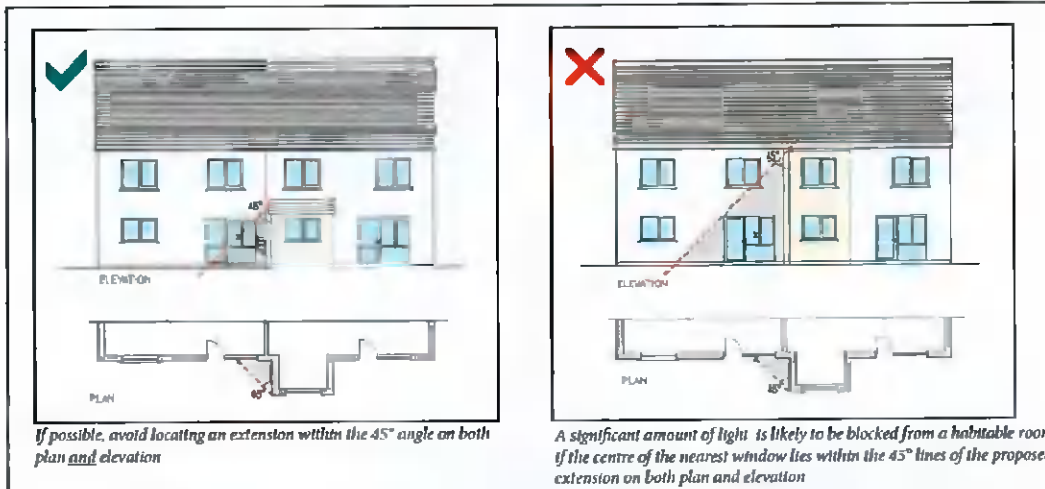 45°
ELEVATION
PLAN
45°
If possible, avoid locating an extension within the 45° angle on both
plan and elevation
45°
ELEVATION
PLAN
45°
A significant amount of light is likely to be blocked from a habitable room
if the centre of the nearest window lies within the 45° lines of the propose
extension on both plan and elevation